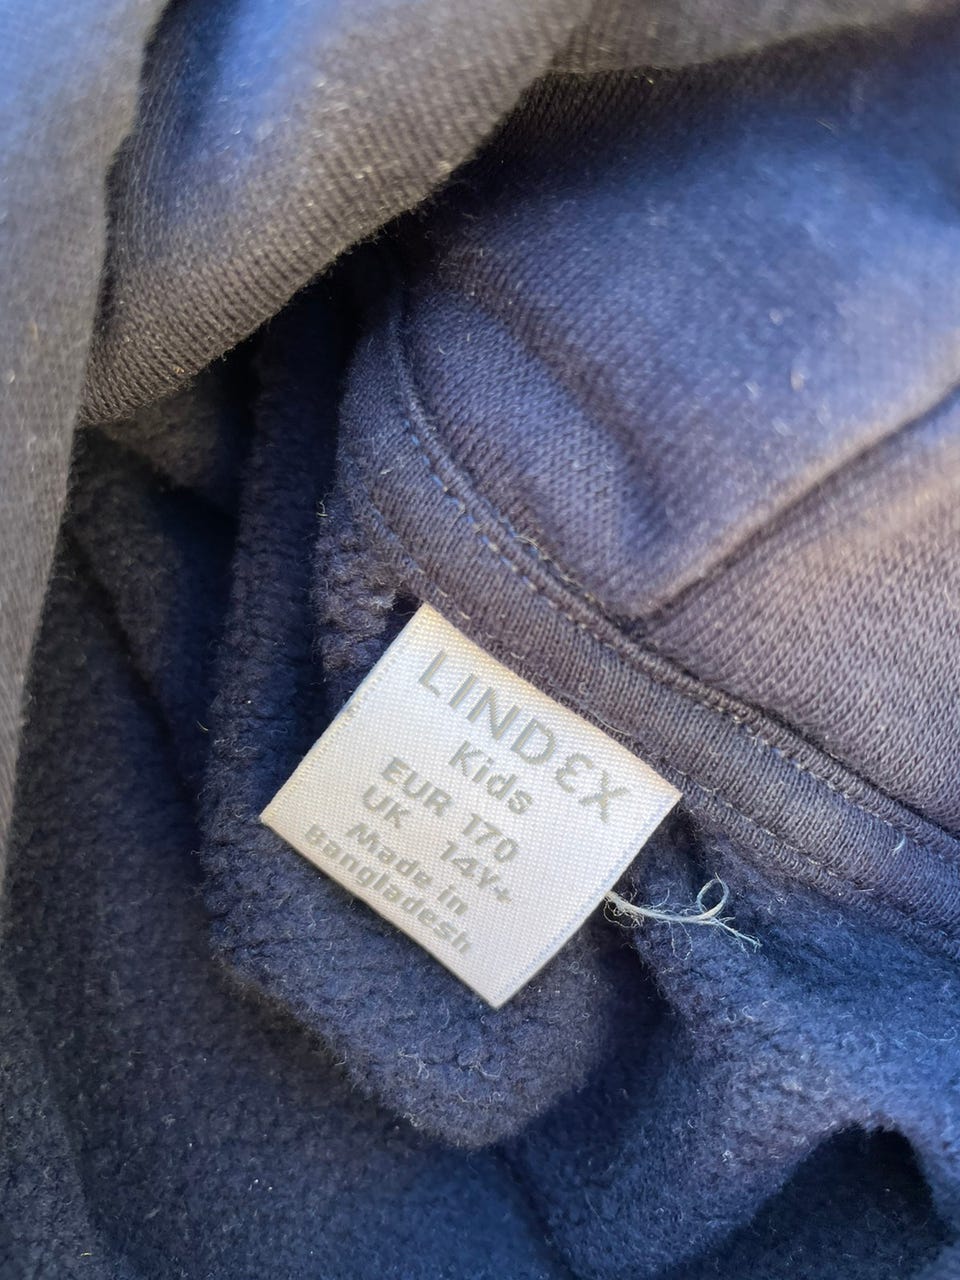 LINDEX
Kids
EUR 170
UK 14Y+
Made in
Bangladesh